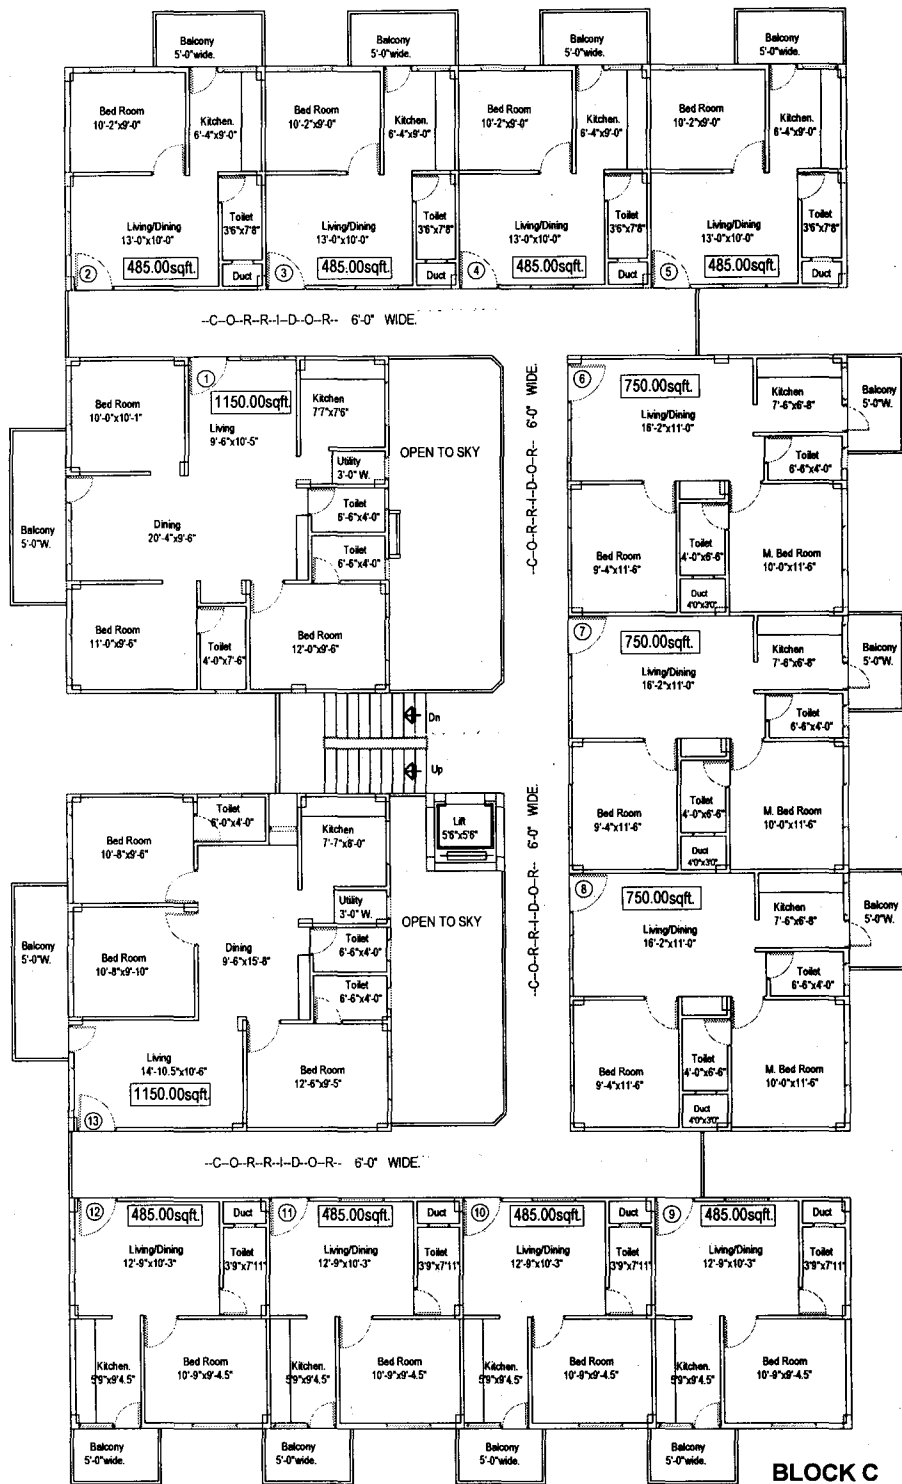 Balcony
5'-0"wide.
Balcony
5'-0"wide.
Balcony
5'-0"wide.
Balcony
5'-0"wide.
Bed Room
10'-2"x9'-0"
Kitchen.
6'-4"x9'-0"
Bed Room
10'-2"x9'-0"
Kitchen.
6'-4"x9'-0"
Bed Room
10'-2"x9'-0"
Kitchen.
6'-4"x9'-0"
Bed Room
10'-2"x9'-0"
Kitchen.
6'-4"x9'-0"
Living/Dining
13'-0"x10'-0"
Toilet
3'6"x7'8"
Living/Dining
13'-0"x10'-0"
Toilet
3'6"x7'8"
Living/Dining
13'-0"x10'-0"
Toilet
3'6"x7'8"
Living/Dining
13'-0"x10'-0"
Toilet
3'6"x7'8"
2
485.00sqft.
Duct
3
485.00sqft.
Duct
4
485.00sqft.
Duct
5
485.00sqft.
Duct
--C--O--R--R--I--D--O--R-- 6'-0" WIDE.
1
1150.00sqft.
Bed Room
10'-0"x10'-1"
Living
9'-6"x10'-5"
Kitchen
7'7"x7'6"
OPEN TO SKY
Utility
3'-0" W.
Toilet
6'-6"x4'-0"
Toilet
6'-6"x4'-0"
Balcony
5'-0"W.
Dining
20'-4"x9'-6"
Bed Room
11'-0"x9'-6"
Toilet
4'-0"x7'-6"
Bed Room
12'-0"x9'-6"
--C--O--R--R--I--D--O--R-- 6'-0" WIDE.
6
750.00sqft.
Living/Dining
16'-2"x11'-0"
Kitchen
7'-6"x6'-8"
Balcony
5'-0"W.
Toilet
6'-6"x4'-0"
Bed Room
9'-4"x11'-6"
Toilet
4'-0"x6'-6"
Duct
4'0"x3'0"
M. Bed Room
10'-0"x11'-6"
7
750.00sqft.
Living/Dining
16'-2"x11'-0"
Kitchen
7'-6"x6'-8"
Balcony
5'-0"W.
Toilet
6'-6"x4'-0"
Dn
Up
Bed Room
9'-4"x11'-6"
Toilet
4'-0"x6'-6"
Duct
4'0"x3'0"
M. Bed Room
10'-0"x11'-6"
Lift
5'6"x5'6"
--C--O--R--R--I--D--O--R-- 6'-0" WIDE.
8
750.00sqft.
Living/Dining
16'-2"x11'-0"
Kitchen
7'-6"x6'-8"
Balcony
5'-0"W.
Toilet
6'-6"x4'-0"
Bed Room
9'-4"x11'-6"
Toilet
4'-0"x6'-6"
Duct
4'0"x3'0"
M. Bed Room
10'-0"x11'-6"
Toilet
6'-0"x4'-0"
Bed Room
10'-8"x9'-6"
Kitchen
7'-7"x8'-0"
Utility
3'-0" W.
OPEN TO SKY
Balcony
5'-0"W.
Bed Room
10'-8"x9'-10"
Dining
9'-6"x15'-8"
Toilet
6'-6"x4'-0"
Toilet
6'-6"x4'-0"
Living
14'-10.5"x10'-6"
1150.00sqft.
Bed Room
12'-6"x9'-5"
13
--C--O--R--R--I--D--O--R-- 6'-0" WIDE.
12
485.00sqft.
Duct
11
485.00sqft.
Duct
10
485.00sqft.
Duct
9
485.00sqft.
Duct
Living/Dining
12'-9"x10'-3"
Toilet
3'9"x7'11"
Living/Dining
12'-9"x10'-3"
Toilet
3'9"x7'11"
Living/Dining
12'-9"x10'-3"
Toilet
3'9"x7'11"
Living/Dining
12'-9"x10'-3"
Toilet
3'9"x7'11"
Kitchen.
5'9"x9'4.5"
Bed Room
10'-9"x9'-4.5"
Kitchen.
5'9"x9'4.5"
Bed Room
10'-9"x9'-4.5"
Kitchen.
5'9"x9'4.5"
Bed Room
10'-9"x9'-4.5"
Kitchen.
5'9"x9'4.5"
Bed Room
10'-9"x9'-4.5"
Balcony
5'-0"wide.
Balcony
5'-0"wide.
Balcony
5'-0"wide.
Balcony
5'-0"wide.
BLOCK C